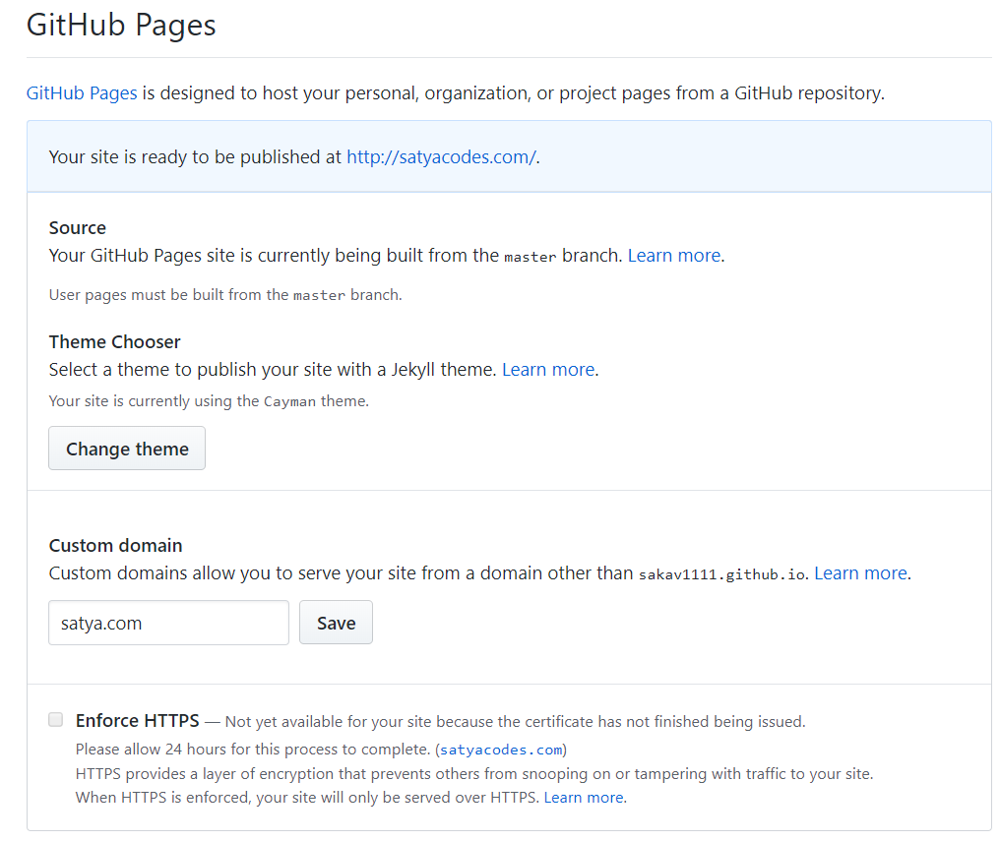 GitHub Pages
GitHub Pages is designed to host your personal, organization, or project pages from a GitHub repository.
Your site is ready to be published at http://satyacodes.com/.
Source
Your GitHub Pages site is currently being built from the master branch. Learn more.
User pages must be built from the master branch.
Theme Chooser
Select a theme to publish your site with a Jekyll theme. Learn more.
Your site is currently using the Cayman theme.
Change theme
Custom domain
Custom domains allow you to serve your site from a domain other than sakav1111.github.io. Learn more.
satya.com Save
Enforce HTTPS — Not yet available for your site because the certificate has not finished being issued.
Please allow 24 hours for this process to complete. (satyacodes.com)
HTTPS provides a layer of encryption that prevents others from snooping on or tampering with traffic to your site.
When HTTPS is enforced, your site will only be served over HTTPS. Learn more.